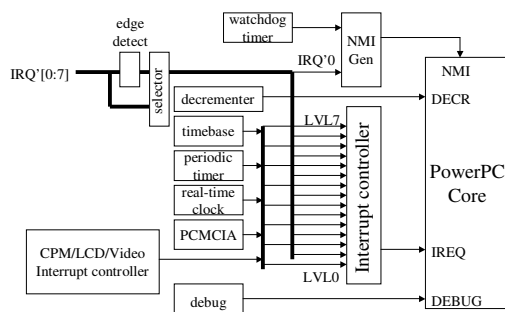 watchdog
timer
edge
detect
NMI
Gen
IRQ'0
IRQ'[0:7]
selector
NMI
decrementer
DECR
timebase
LVL7
periodic
timer
real-time
clock
PCMCIA
Interrupt controller
PowerPC
Core
CPM/LCD/Video
Interrupt controller
IREQ
LVL0
debug
DEBUG